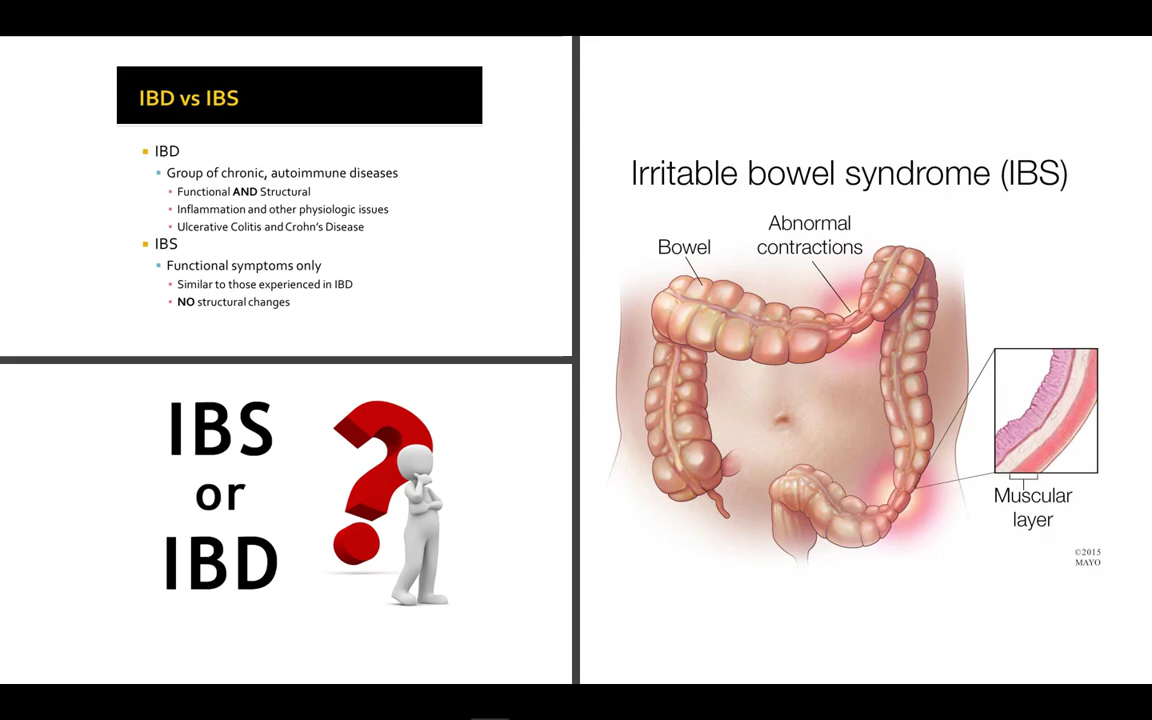 IBD vs IBS
IBD
Group of chronic, autoimmune diseases
Functional AND Structural
Inflammation and other physiologic issues
Ulcerative Colitis and Crohn's Disease
IBS
Functional symptoms only
Similar to those experienced in IBD
NO structural changes
IBS
or
IBD
Irritable bowel syndrome (IBS)
Abnormal
contractions
Bowel
Muscular
layer
©2015
MAYO